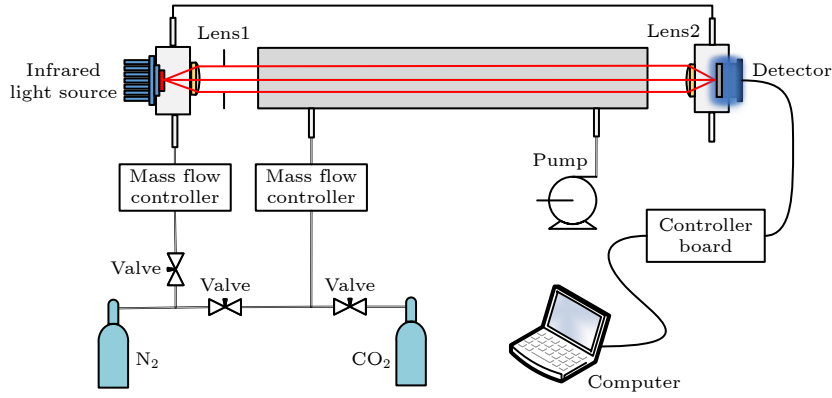 Lens1
Lens2
Infrared
light source
Detector
Mass flow
controller
Mass flow
controller
Pump
Controller
board
Valve
Valve
Valve
N₂
CO₂
Computer